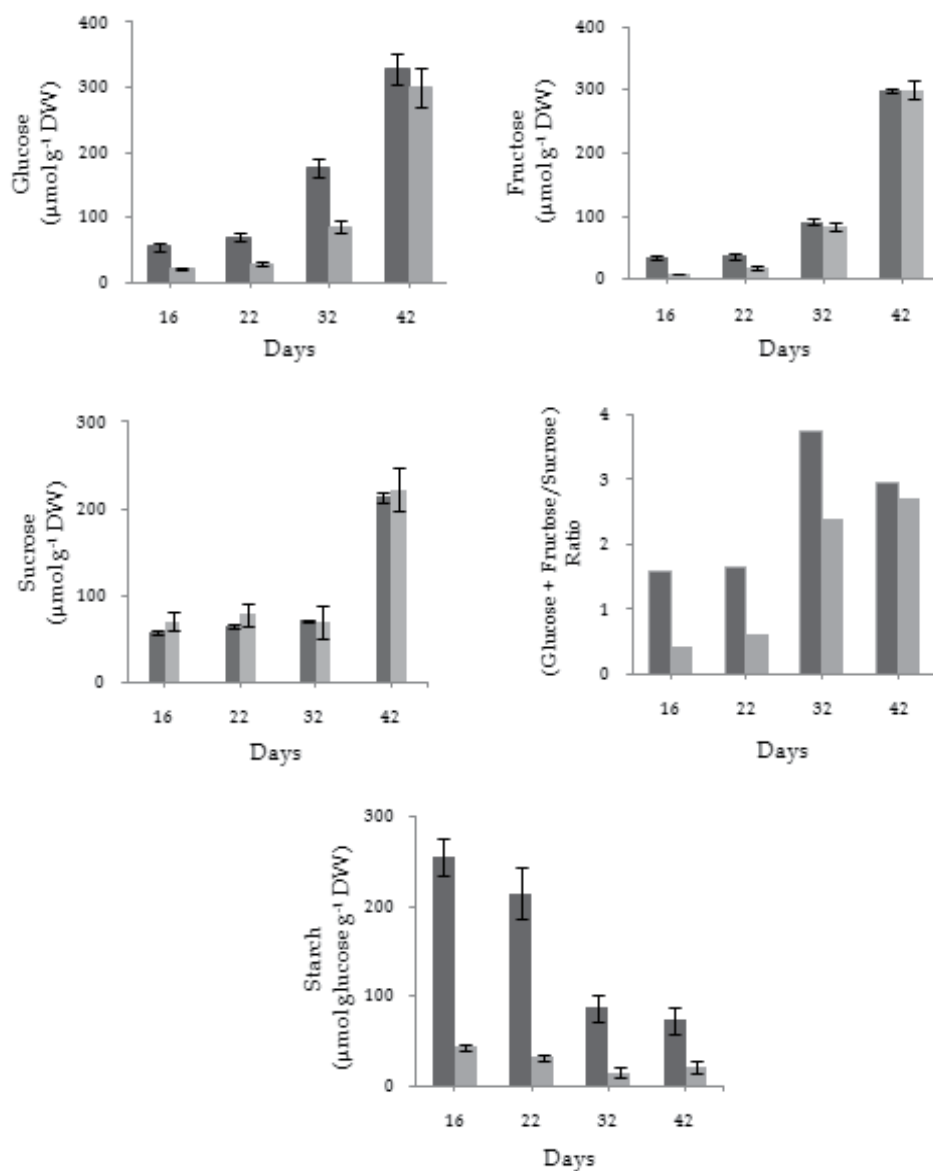 Glucose
(μmol g⁻¹ DW)
400
300
200
100
0
16 22 32 42
Days
Fructose
(μmol g⁻¹ DW)
400
300
200
100
0
16 22 32 42
Days
Sucrose
(μmol g⁻¹ DW)
300
200
100
0
16 22 32 42
Days
(Glucose + Fructose/Sucrose)
Ratio
4
3
2
1
0
16 22 32 42
Days
Starch
(μmol glucose g⁻¹ DW)
300
200
100
0
16 22 32 42
Days